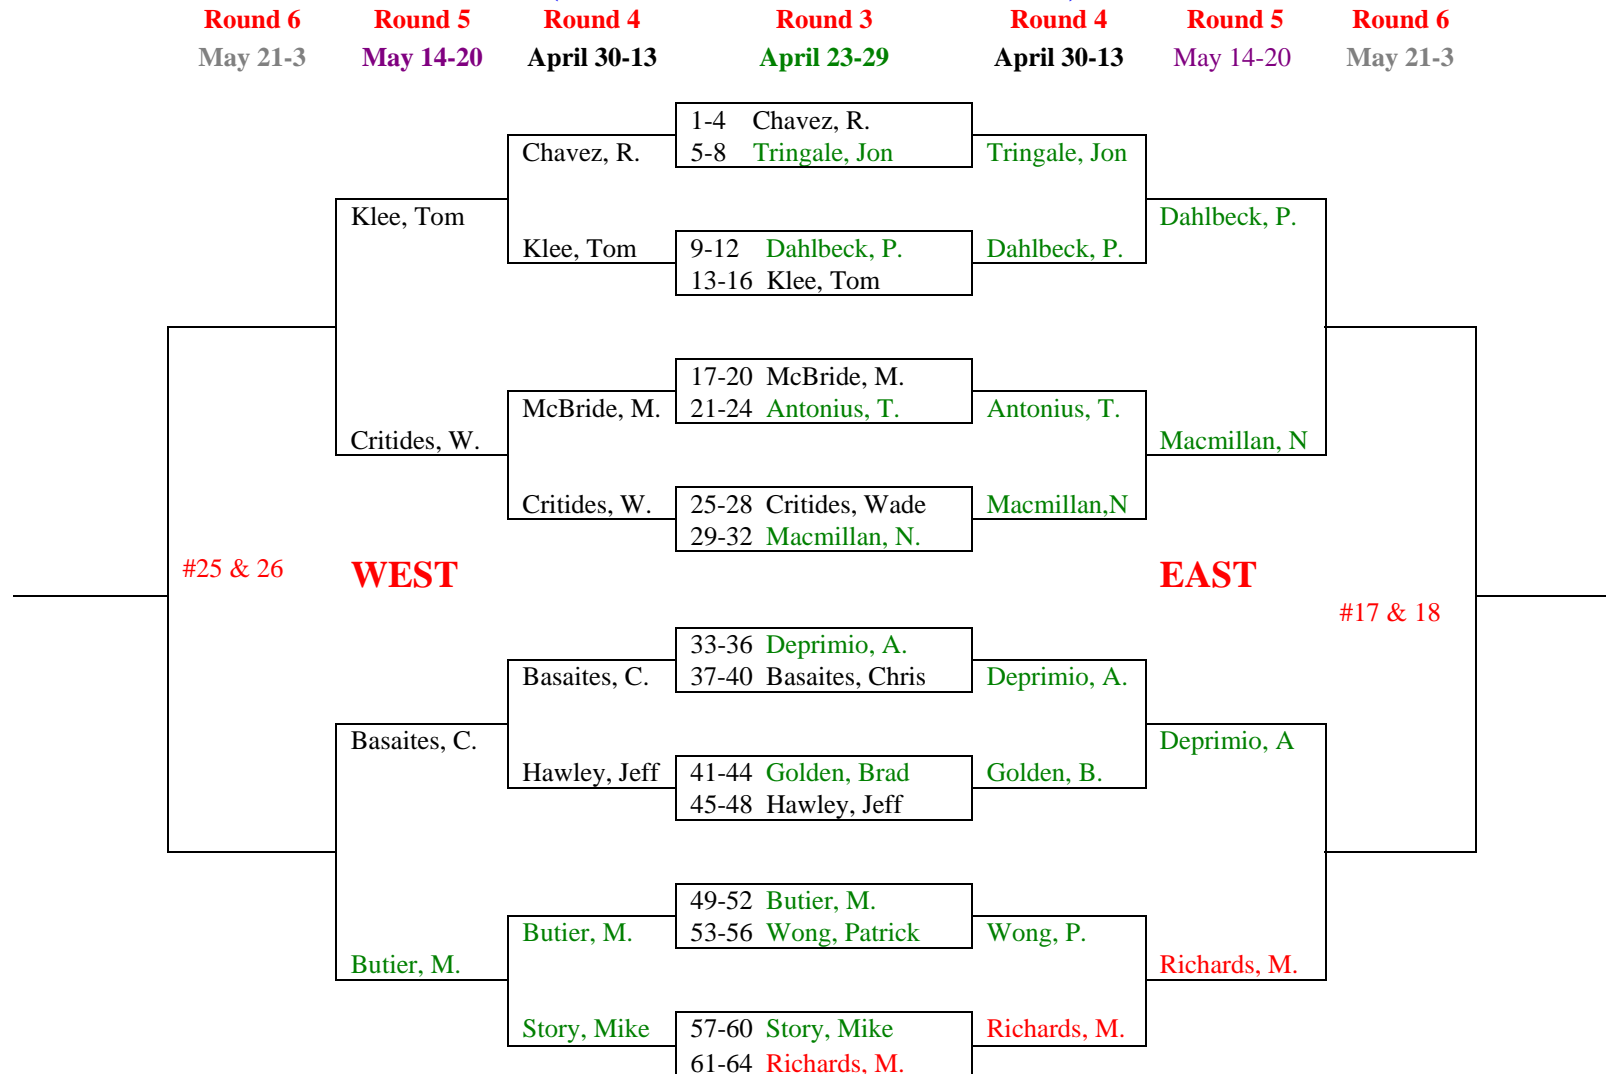 Round 6 Round 5 Round 4 Round 3 Round 4 Round 5 Round 6
May 21-3 May 14-20 April 30-13 April 23-29 April 30-13 May 14-20 May 21-3
1-4 Chavez, R.
Chavez, R. 5-8 Tringale, Jon Tringale, Jon
Klee, Tom Dahlbeck, P.
Klee, Tom 9-12 Dahlbeck, P. Dahlbeck, P.
13-16 Klee, Tom
17-20 McBride, M.
McBride, M. 21-24 Antonius, T. Antonius, T.
Critides, W. Macmillan, N
Critides, W. 25-28 Critides, Wade Macmillan,N
29-32 Macmillan, N.
#25 & 26 WEST EAST
#17 & 18
33-36 Deprimio, A.
Basaites, C. 37-40 Basaites, Chris Deprimio, A.
Basaites, C. Deprimio, A
Hawley, Jeff 41-44 Golden, Brad Golden, B.
45-48 Hawley, Jeff
49-52 Butier, M.
Butier, M. 53-56 Wong, Patrick Wong, P.
Butier, M. Richards, M.
Story, Mike 57-60 Story, Mike Richards, M.
61-64 Richards, M.